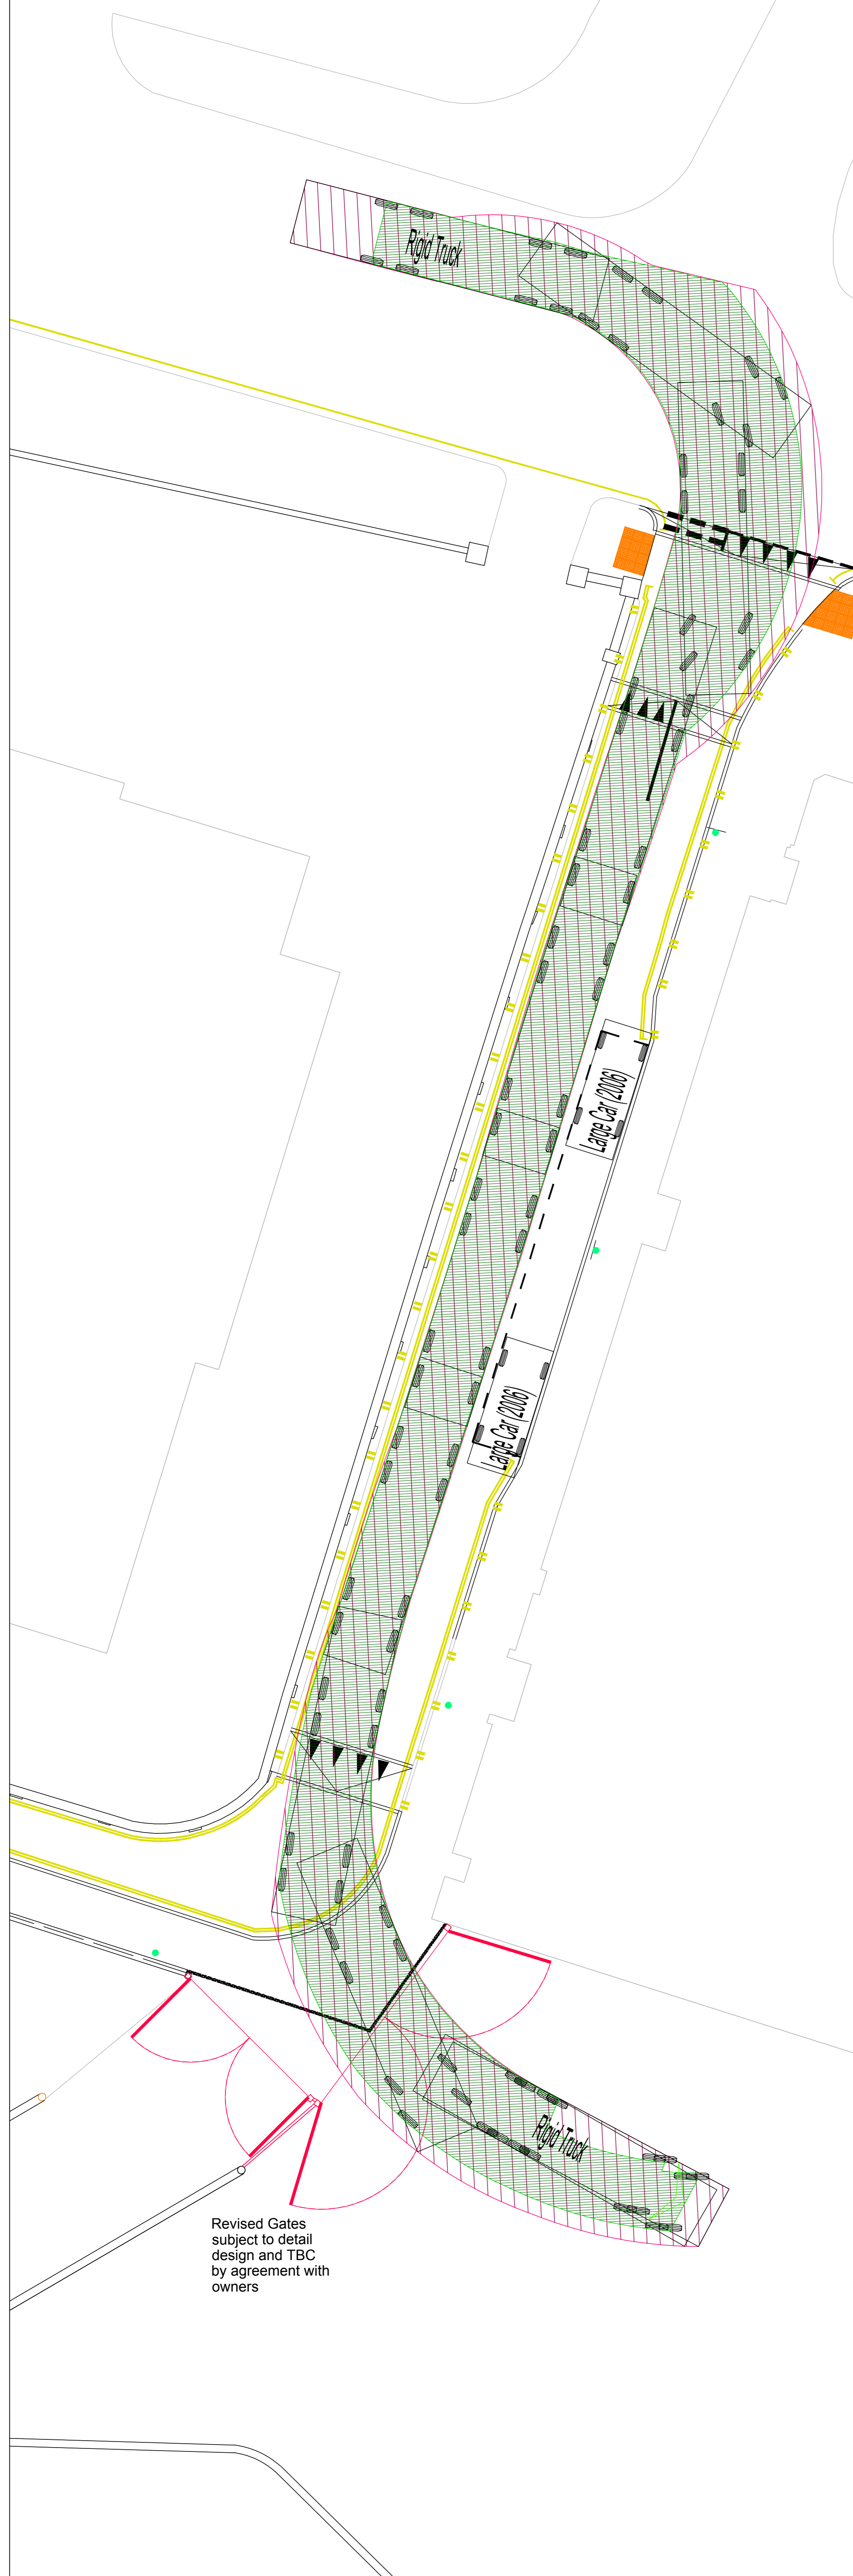 Rigid Truck
Large Car (2006)
Large Car (2006)
Rigid Truck
Revised Gates
subject to detail
design and TBC
by agreement with
owners